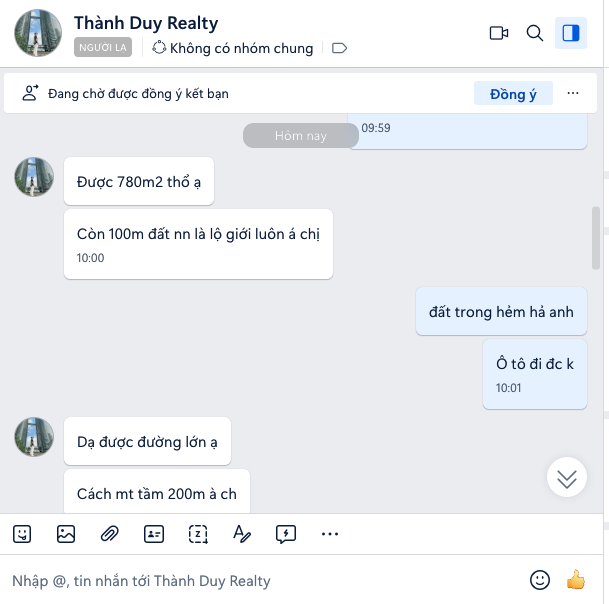 Thành Duy Realty
NGƯỜI LẠ
Không có nhóm chung
Đang chờ được đồng ý kết bạn
Đồng ý
09:59
Hôm nay
Được 780m2 thổ ạ
Còn 100m đất nn là lộ giới luôn á chị
10:00
đất trong hẻm hả anh
Ô tô đi đc k
10:01
Dạ được đường lớn ạ
Cách mt tầm 200m à ch
Nhập @, tin nhắn tới Thành Duy Realty